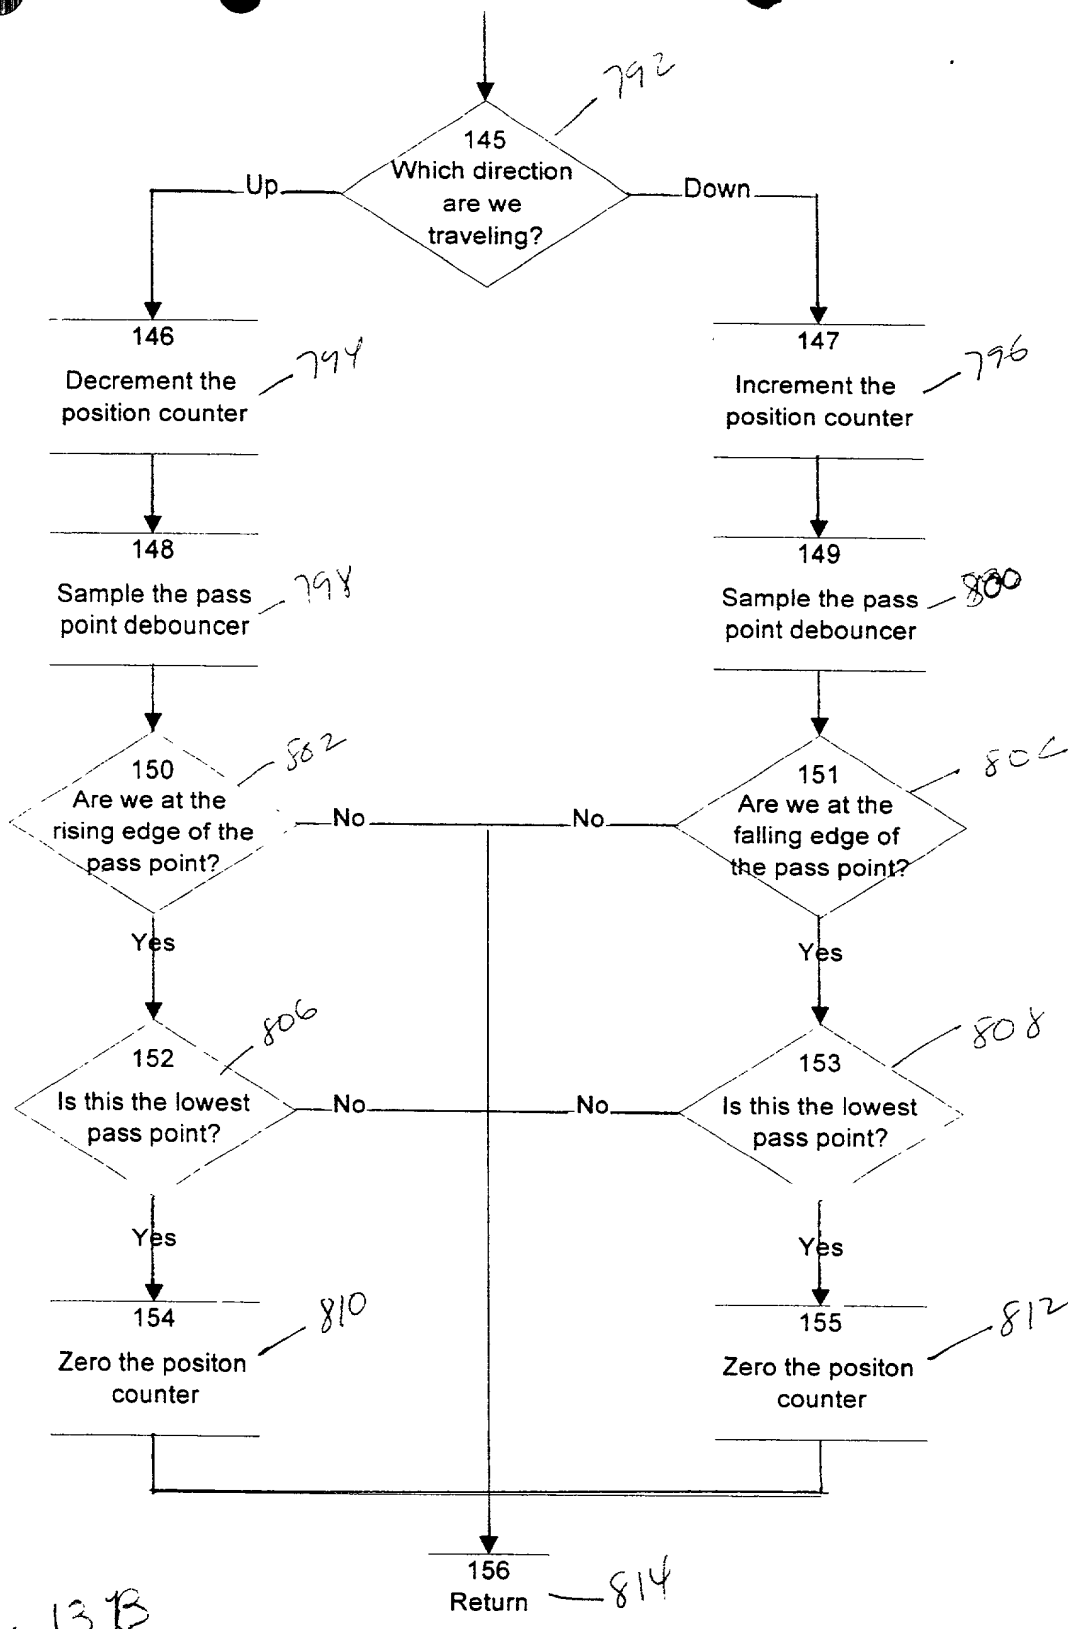 792
145
Which direction
are we
traveling?
Up
Down
146
Decrement the
position counter
794
147
Increment the
position counter
796
148
Sample the pass
point debouncer
798
149
Sample the pass
point debouncer
800
150
Are we at the
rising edge of the
pass point?
802
No
No
151
Are we at the
falling edge of
the pass point?
Yes
Yes
152
Is this the lowest
pass point?
806
No
No
153
Is this the lowest
pass point?
808
Yes
Yes
154
Zero the positon
counter
810
155
Zero the positon
counter
812
156
Return
814
13B